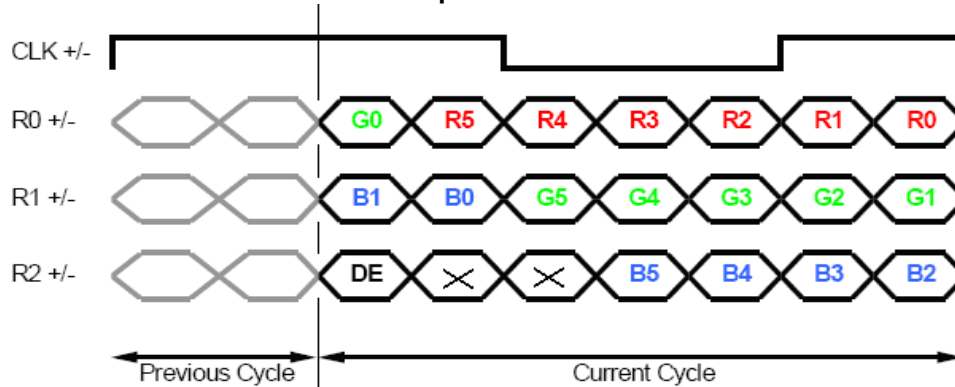 CLK +/-
R0 +/- G0 R5 R4 R3 R2 R1 R0
R1 +/- B1 B0 G5 G4 G3 G2 G1
R2 +/- DE B5 B4 B3 B2
Previous Cycle Current Cycle